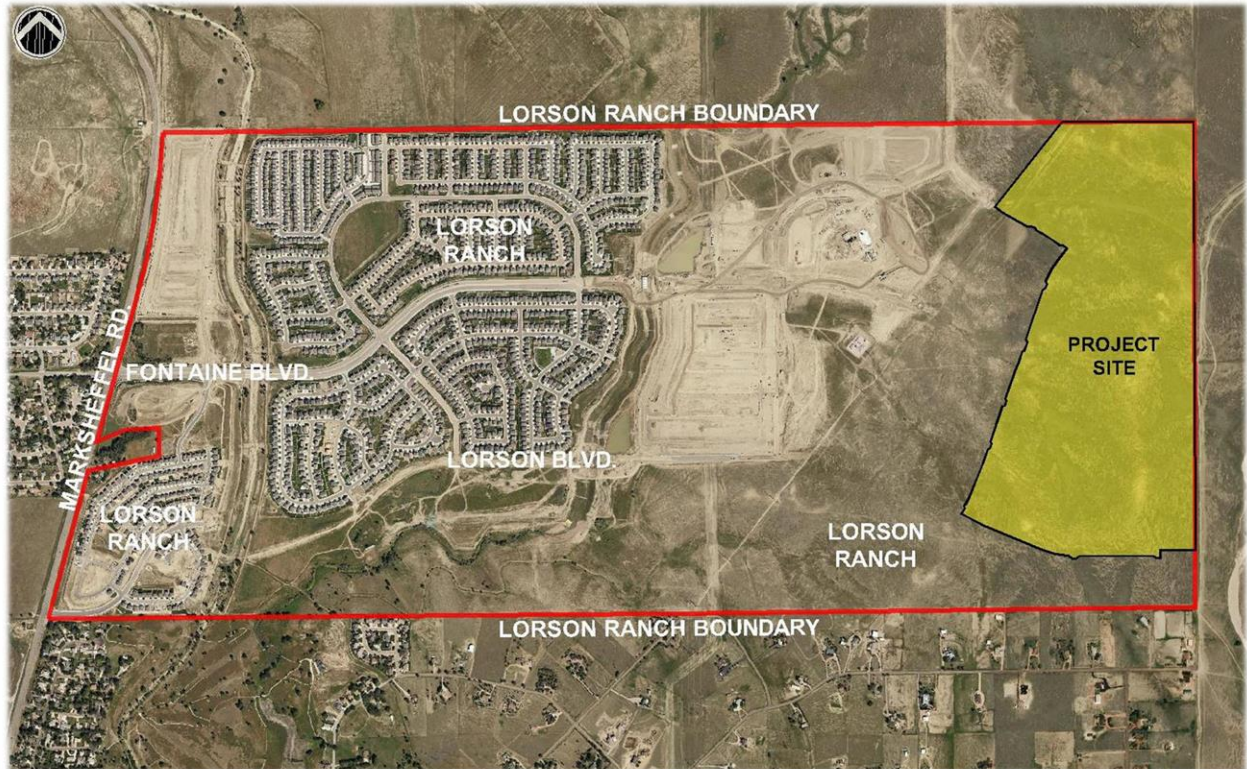 LORSON RANCH BOUNDARY
LORSON
RANCH
PROJECT
SITE
MARKSHEFFEL RD.
FONTAINE BLVD.
LORSON BLVD.
LORSON
RANCH
LORSON
RANCH
LORSON RANCH BOUNDARY